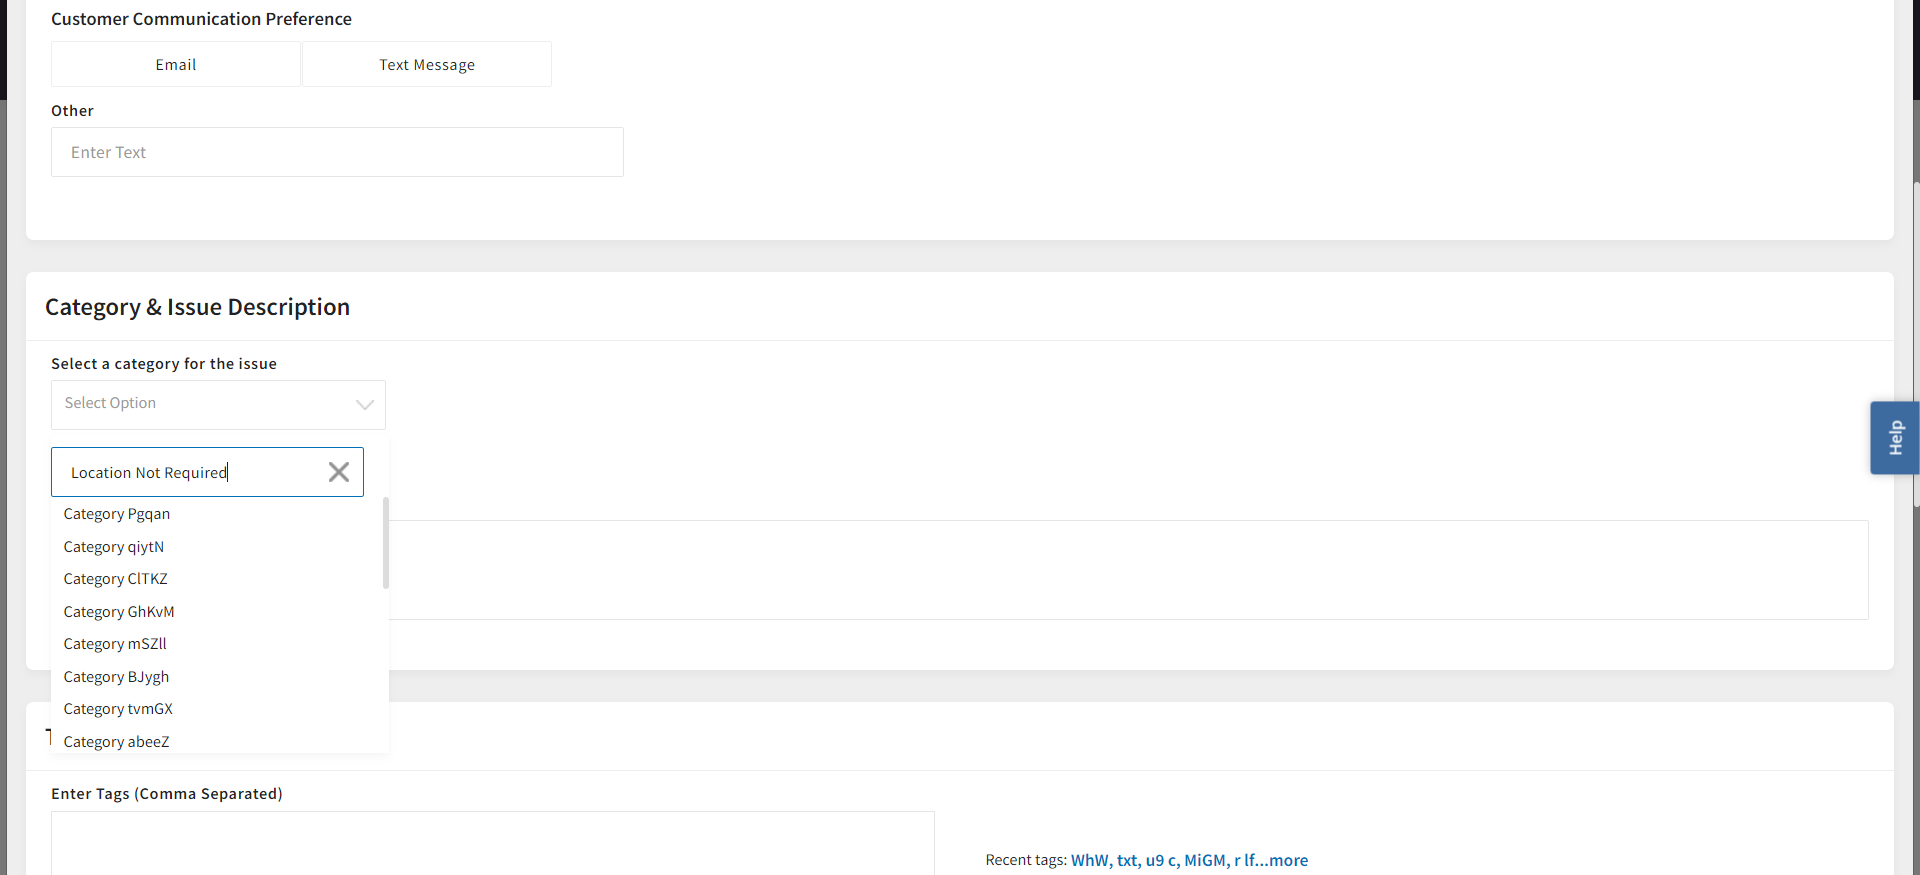 Customer Communication Preference
Email
Text Message
Other
Enter Text
Category & Issue Description
Select a category for the issue
Select Option
Location Not Required
Category Pgqan
Category qiytN
Category ClTKZ
Category GhKvM
Category mSZll
Category BJygh
Category tvmGX
Category abeeZ
Enter Tags (Comma Separated)
Recent tags: WhW, txt, u9 c, MiGM, r lf...more
Help